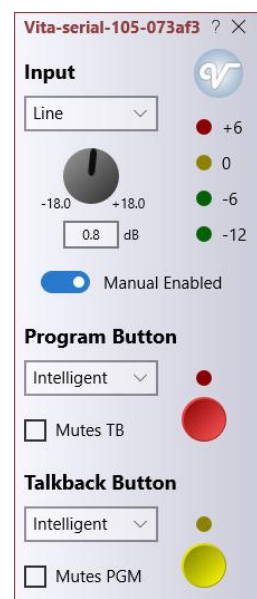 Vita-serial-105-073af3 ? ×
Input
Line
+6
0
-18.0 +18.0
-6
0.8 dB
-12
Manual Enabled
Program Button
Intelligent
Mutes TB
Talkback Button
Intelligent
Mutes PGM